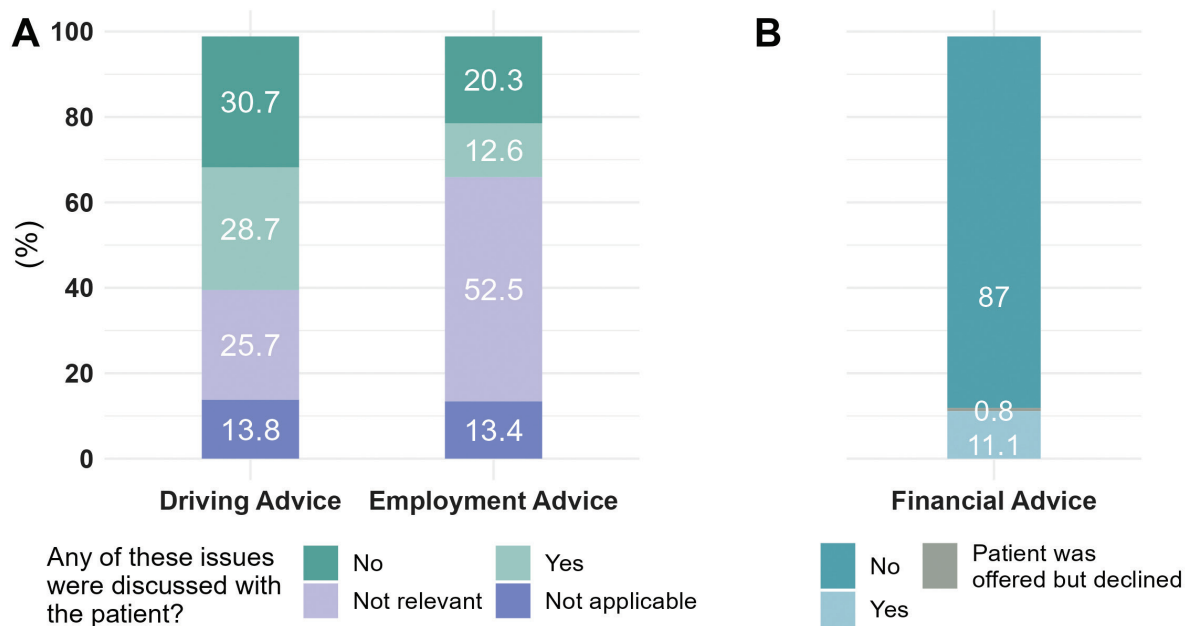 A
B
(%)
100
80
60
40
20
0
30.7
28.7
25.7
13.8
20.3
12.6
52.5
13.4
87
0.8
11.1
Driving Advice
Employment Advice
Financial Advice
Any of these issues
were discussed with
the patient?
No
Yes
Not relevant
Not applicable
No
Yes
Patient was
offered but declined